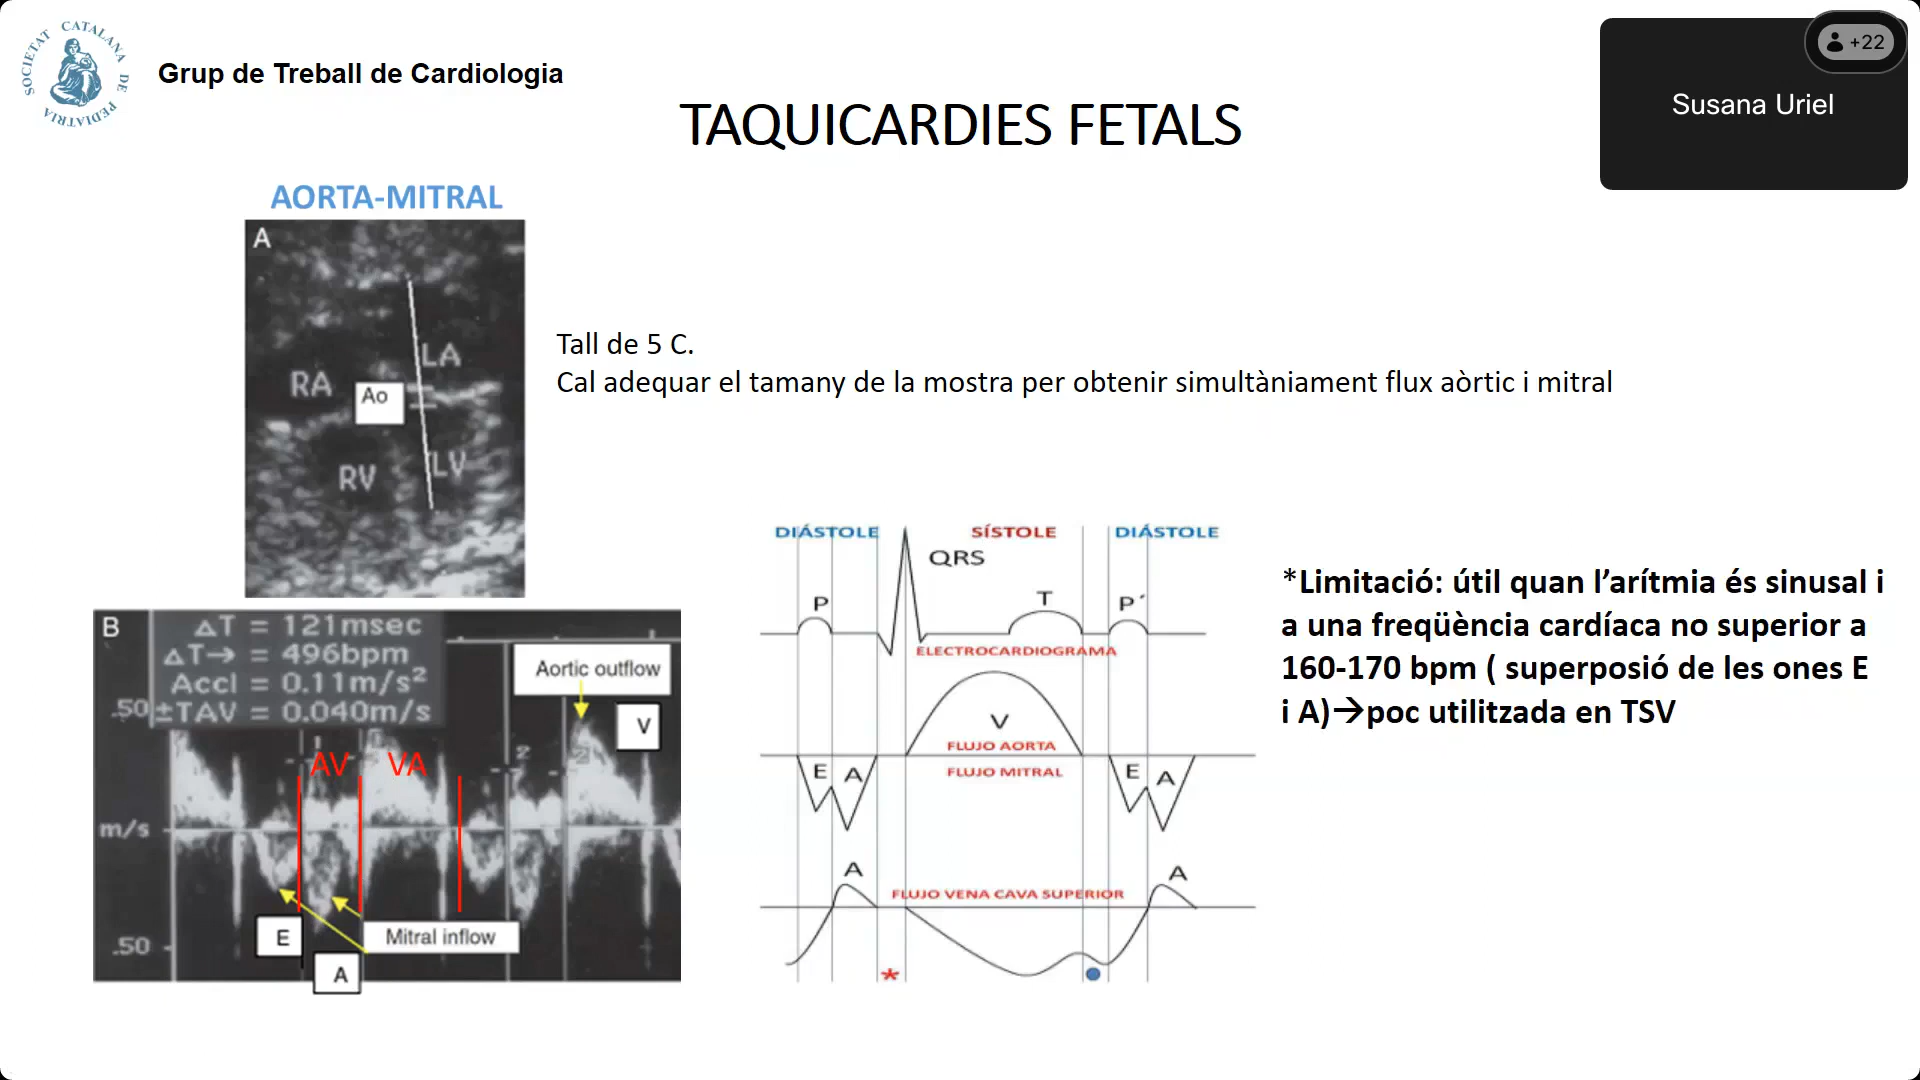 SOCIETAT CATALANA DE PEDIATRIA
Grup de Treball de Cardiologia
+22
Susana Uriel
TAQUICARDIES FETALS
AORTA-MITRAL
A
LA
RA
Ao
RV
LV
Tall de 5 C.
Cal adequar el tamany de la mostra per obtenir simultàniament flux aòrtic i mitral
B
ΔT = 121msec
ΔT→ = 496bpm
Accl = 0.11m/s²
±TAV = 0.040m/s
.50
Aortic outflow
V
AV
VA
2
m/s
.50
E
Mitral inflow
A
DIÁSTOLE
SÍSTOLE
DIÁSTOLE
QRS
P
T
P´
ELECTROCARDIOGRAMA
V
FLUJO AORTA
FLUJO MITRAL
E
A
E
A
A
A
FLUJO VENA CAVA SUPERIOR
*
*Limitació: útil quan l’arítmia és sinusal i
a una freqüència cardíaca no superior a
160-170 bpm ( superposió de les ones E
i A)→poc utilitzada en TSV